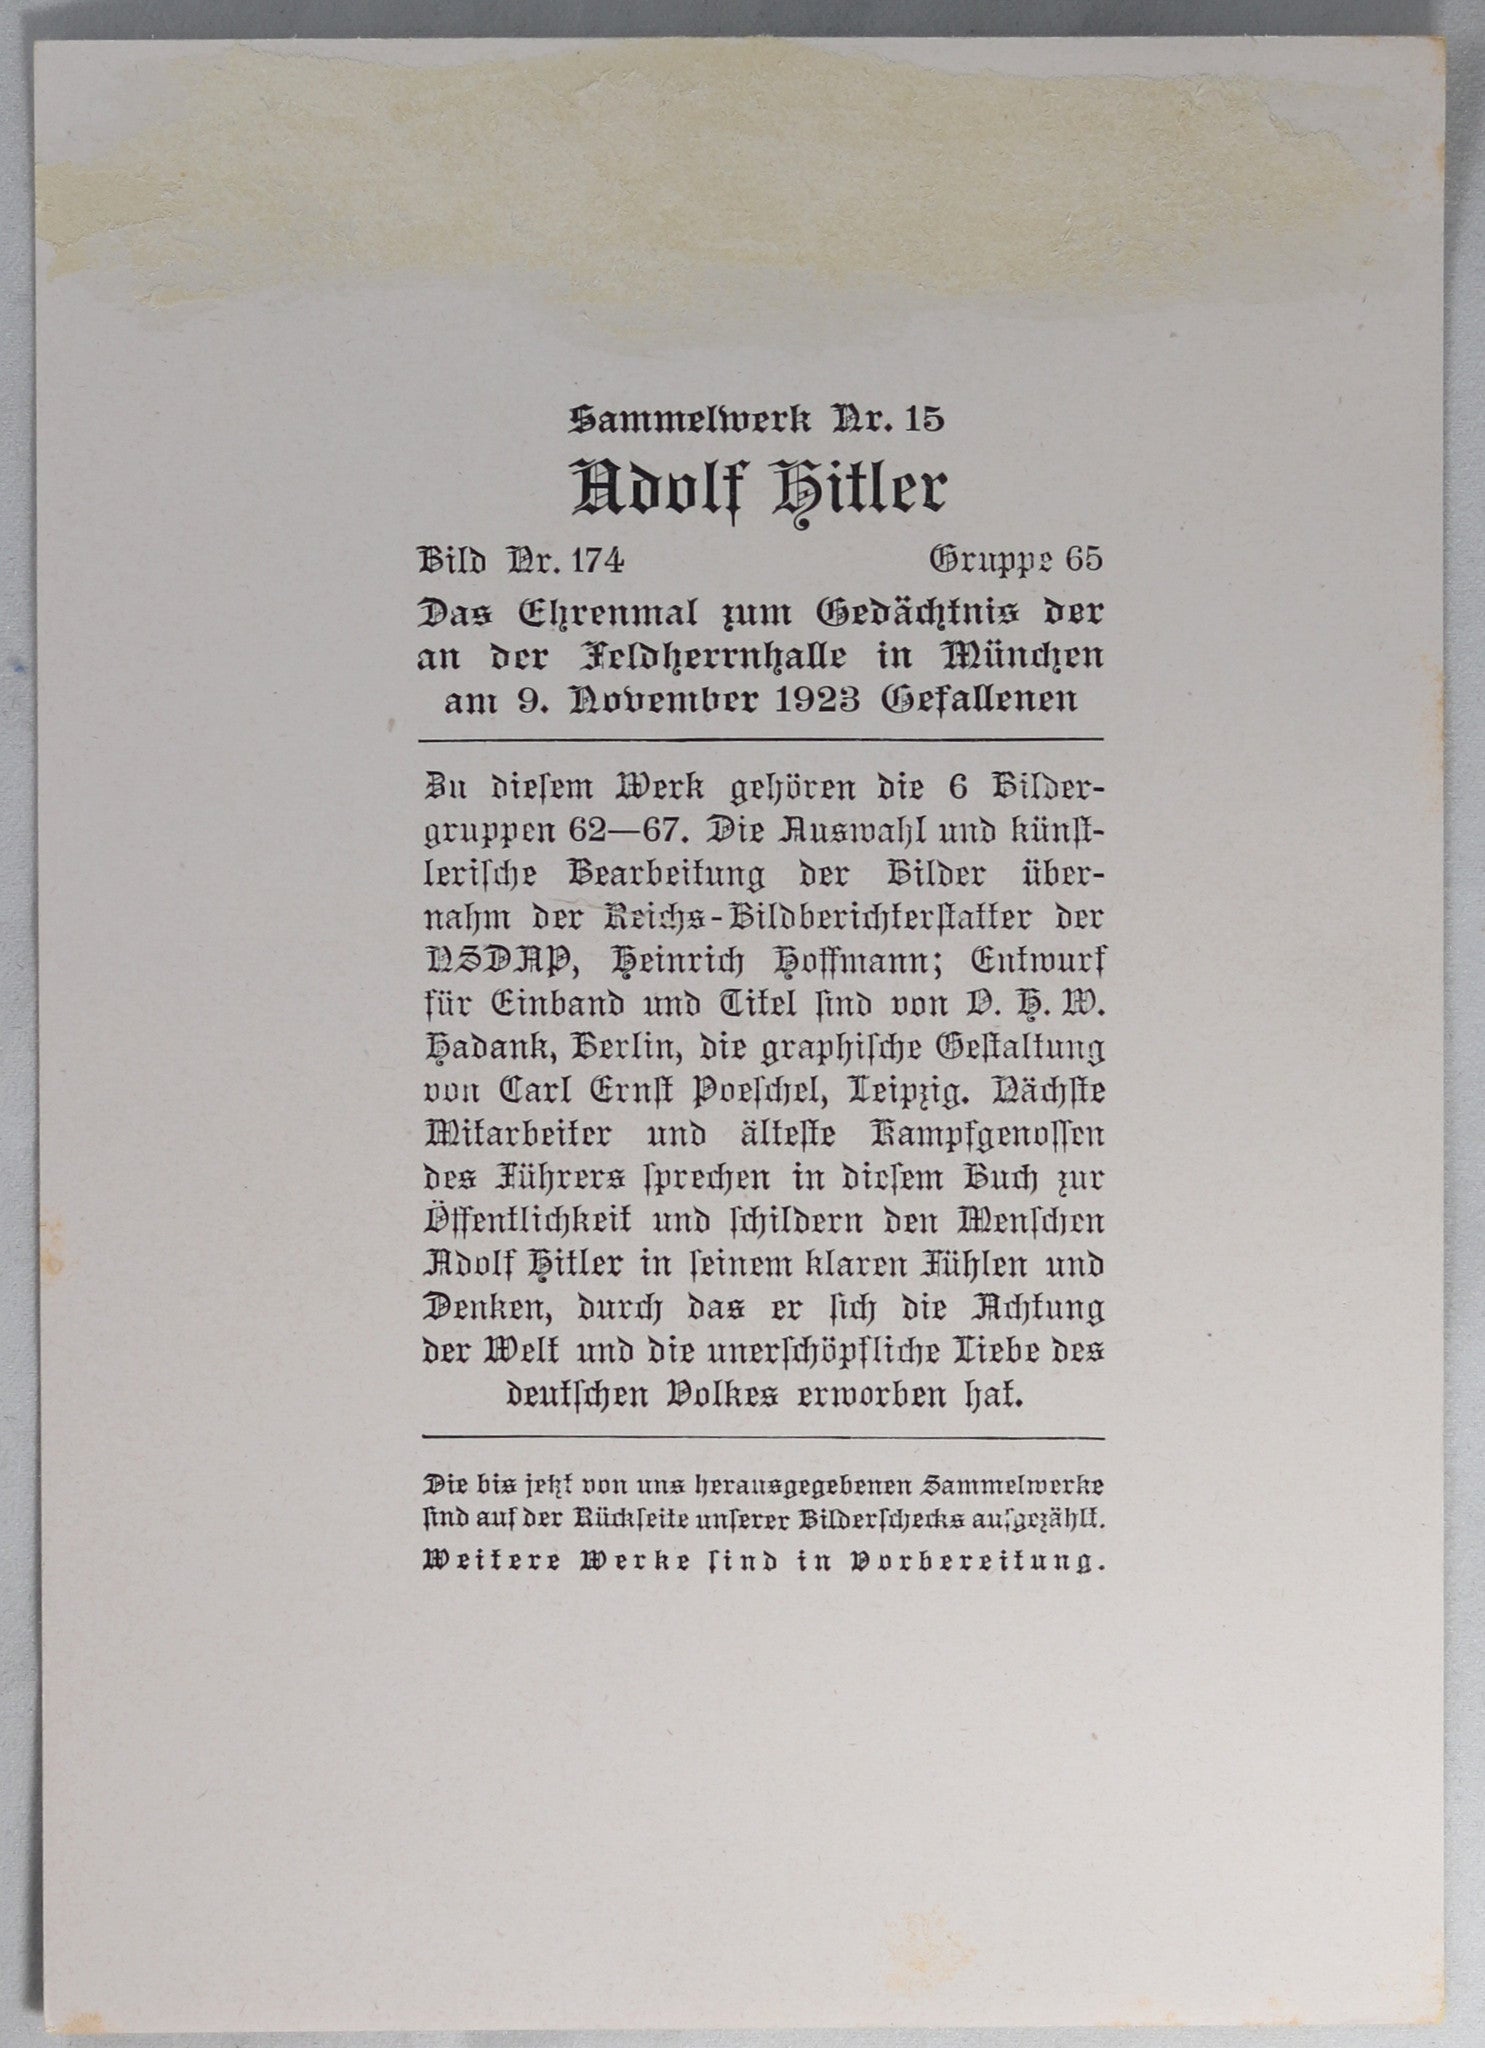 Sammelwerk Nr. 15
Adolf Hitler
Bild Nr. 174 Gruppe 65
Das Ehrenmal zum Gedächtnis der
an der Feldherrnhalle in München
am 9. November 1923 Gefallenen
Zu dieſem Werk gehören die 6 Bilder-
gruppen 62—67. Die Auswahl und künſt-
leriſche Bearbeitung der Bilder über-
nahm der Reichs-Bildberichterſtatter der
NSDAP, Heinrich Hoffmann; Entwurf
für Einband und Titel ſind von O. H. W.
Hadank, Berlin, die graphiſche Geſtaltung
von Carl Ernſt Poeſchel, Leipzig. Nächſte
Mitarbeiter und älteſte Kampfgenoſſen
des Führers ſprechen in dieſem Buch zur
Öffentlichkeit und ſchildern den Menſchen
Adolf Hitler in ſeinem klaren Fühlen und
Denken, durch das er ſich die Achtung
der Welt und die unerſchöpfliche Liebe des
deutſchen Volkes erworben hat.
Die bis jetzt von uns herausgegebenen Sammelwerke
ſind auf der Rückſeite unſerer Bilderſchecks aufgezählt.
Weitere Werke ſind in Vorbereitung.